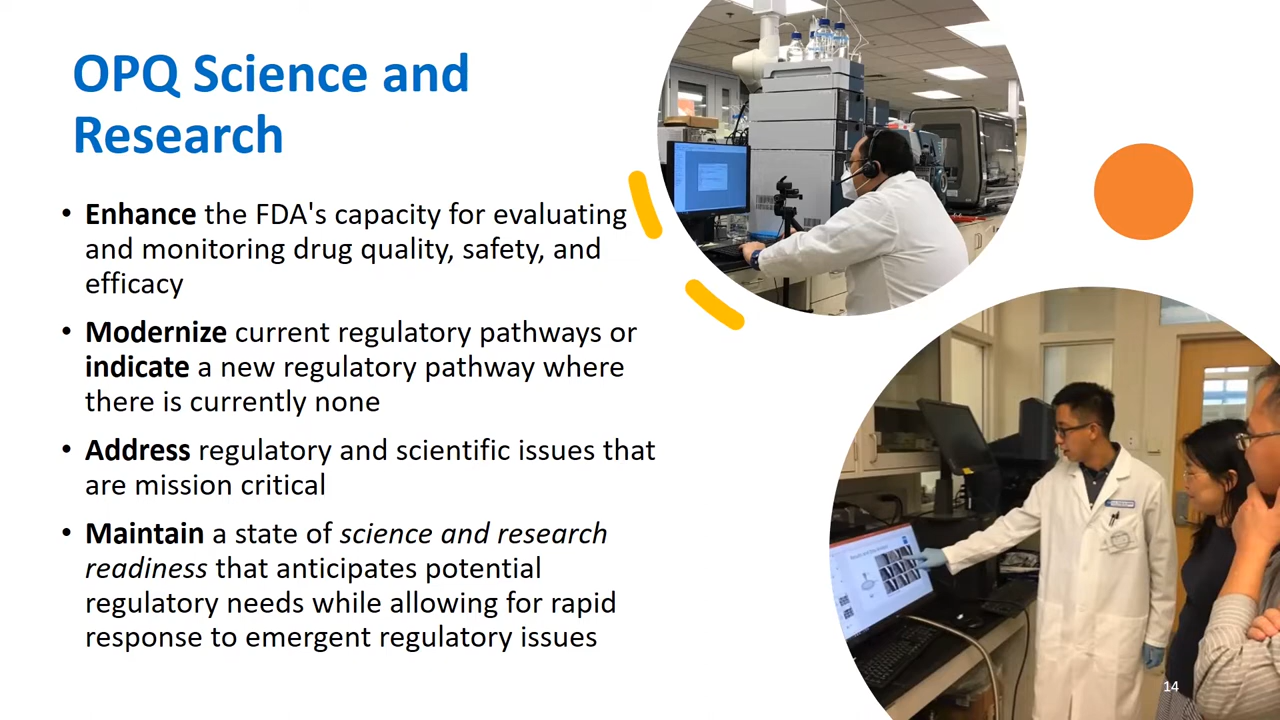 OPQ Science and
Research
• Enhance the FDA's capacity for evaluating
and monitoring drug quality, safety, and
efficacy
• Modernize current regulatory pathways or
indicate a new regulatory pathway where
there is currently none
• Address regulatory and scientific issues that
are mission critical
• Maintain a state of science and research
readiness that anticipates potential
regulatory needs while allowing for rapid
response to emergent regulatory issues
14